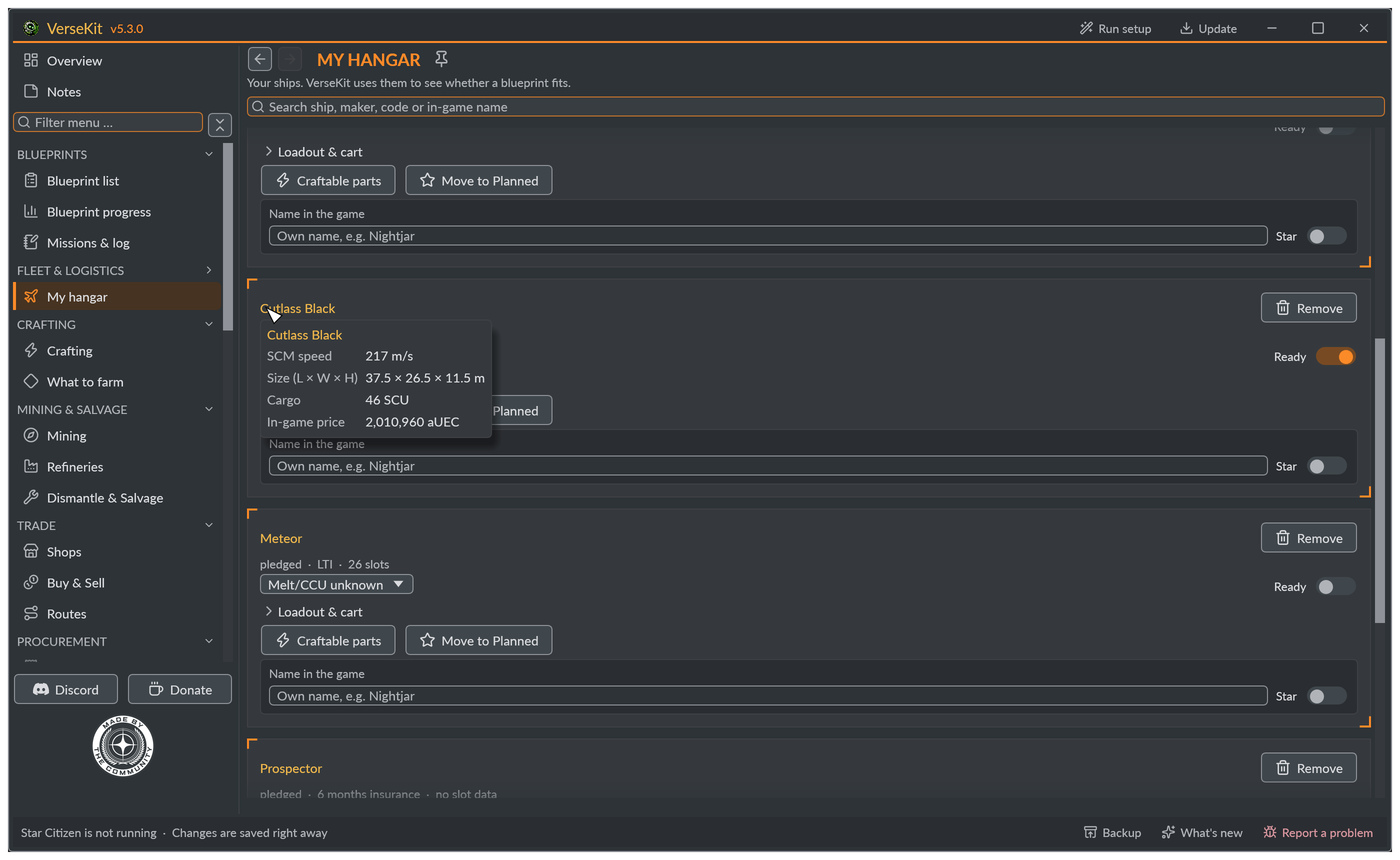 VerseKit v5.3.0
Run setup
Update
Overview
Notes
Filter menu ...
BLUEPRINTS
Blueprint list
Blueprint progress
Missions & log
FLEET & LOGISTICS
My hangar
CRAFTING
Crafting
What to farm
MINING & SALVAGE
Mining
Refineries
Dismantle & Salvage
TRADE
Shops
Buy & Sell
Routes
PROCUREMENT
Discord
Donate
MADE BY
THE COMMUNITY
MY HANGAR
Your ships. VerseKit uses them to see whether a blueprint fits.
Search ship, maker, code or in-game name
Ready
Loadout & cart
Craftable parts
Move to Planned
Name in the game
Own name, e.g. Nightjar
Star
Cutlass Black
Remove
Cutlass Black
SCM speed 217 m/s
Ready
Size (L × W × H) 37.5 × 26.5 × 11.5 m
Cargo 46 SCU
Planned
In-game price 2,010,960 aUEC
Name in the game
Own name, e.g. Nightjar
Star
Meteor
Remove
pledged · LTI · 26 slots
Melt/CCU unknown
Ready
Loadout & cart
Craftable parts
Move to Planned
Name in the game
Own name, e.g. Nightjar
Star
Prospector
Remove
pledged · 6 months insurance · no slot data
Star Citizen is not running · Changes are saved right away
Backup
What's new
Report a problem